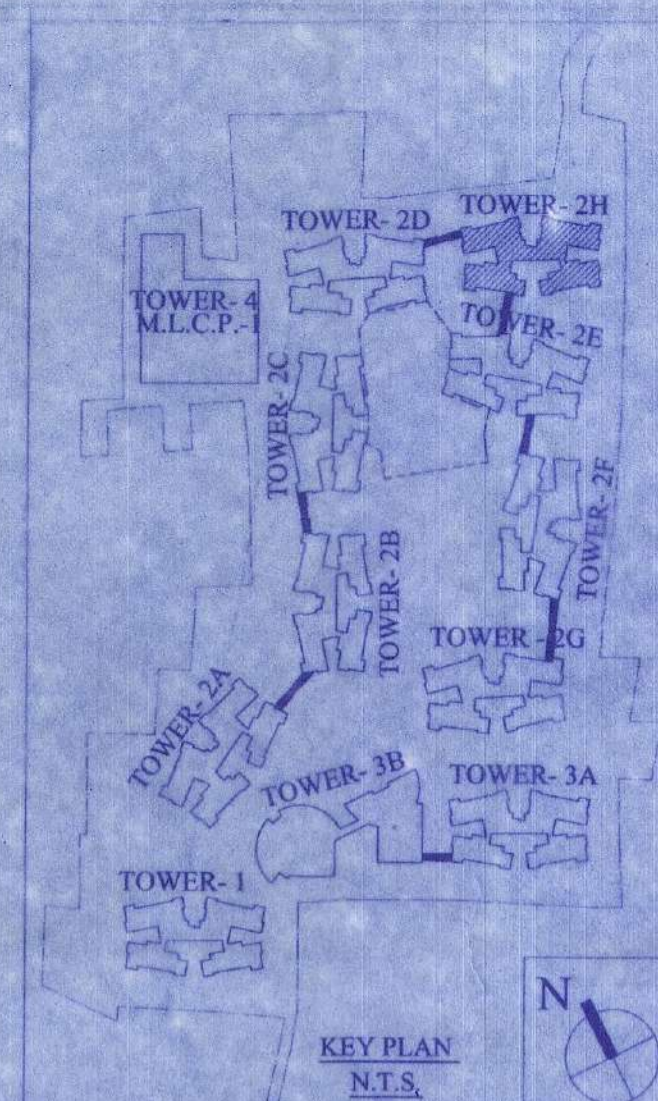 TOWER- 2D
TOWER- 2H
TOWER- 4
M.L.C.P.-1
TOWER- 2E
TOWER- 2C
TOWER- 2F
TOWER- 2B
TOWER - 2G
TOWER- 2A
TOWER- 3B
TOWER- 3A
TOWER- 1
N
KEY PLAN
N.T.S.